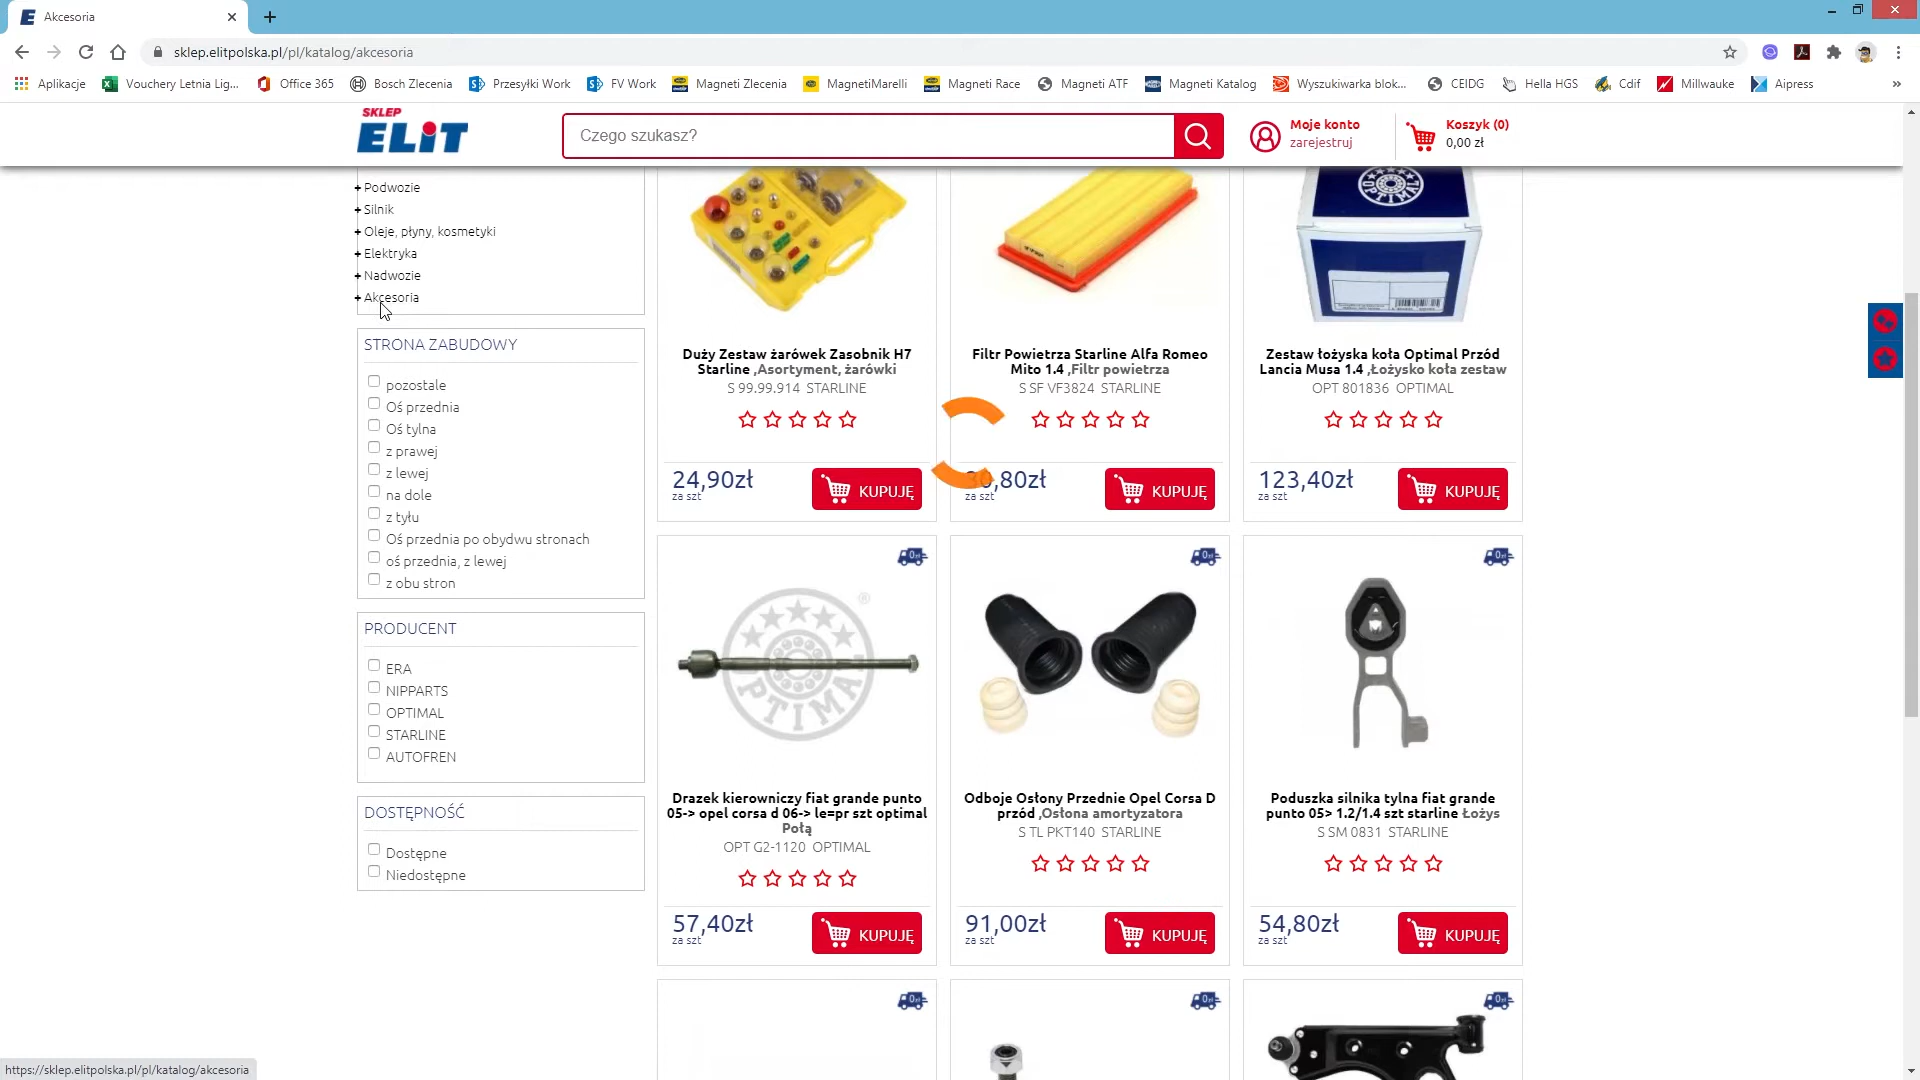 Akcesoria
sklep.elitpolska.pl/pl/katalog/akcesoria
Aplikacje
Vouchery Letnia Lig...
Office 365
Bosch Zlecenia
Przesyłki Work
FV Work
Magneti Zlecenia
MagnetiMarelli
Magneti Race
Magneti ATF
Magneti Katalog
Wyszukiwarka blok...
CEIDG
Hella HGS
Cdif
Millwauke
Aipress
»
SKLEP
ELIT
Czego szukasz?
Moje konto
zarejestruj
Koszyk (0)
0,00 zł
+ Podwozie
+ Silnik
+ Oleje, płyny, kosmetyki
+ Elektryka
+ Nadwozie
+ Akcesoria
STRONA ZABUDOWY
pozostale
Oś przednia
Oś tylna
z prawej
z lewej
na dole
z tyłu
Oś przednia po obydwu stronach
oś przednia, z lewej
z obu stron
PRODUCENT
ERA
NIPPARTS
OPTIMAL
STARLINE
AUTOFREN
DOSTĘPNOŚĆ
Dostępne
Niedostępne
Duży Zestaw żarówek Zasobnik H7
Starline ,Asortyment, żarówki
S 99.99.914 STARLINE
24,90zł
za szt
KUPUJĘ
Filtr Powietrza Starline Alfa Romeo
Mito 1.4 ,Filtr powietrza
S SF VF3824 STARLINE
30,80zł
za szt
KUPUJĘ
OPTIMAL
Zestaw łożyska koła Optimal Przód
Lancia Musa 1.4 ,Łożysko koła zestaw
OPT 801836 OPTIMAL
123,40zł
za szt
KUPUJĘ
0zł
®
OPTIMAL
Drazek kierowniczy fiat grande punto
05-> opel corsa d 06-> le=pr szt optimal
Połą
OPT G2-1120 OPTIMAL
57,40zł
za szt
KUPUJĘ
0zł
Odboje Osłony Przednie Opel Corsa D
przód ,Osłona amortyzatora
S TL PKT140 STARLINE
91,00zł
za szt
KUPUJĘ
0zł
Poduszka silnika tylna fiat grande
punto 05> 1.2/1.4 szt starline Łożys
S SM 0831 STARLINE
54,80zł
za szt
KUPUJĘ
0zł
0zł
0zł
https://sklep.elitpolska.pl/pl/katalog/akcesoria